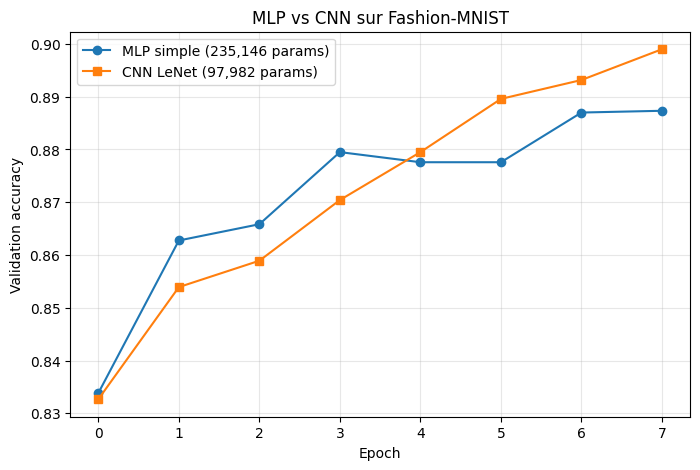 MLP vs CNN sur Fashion-MNIST
MLP simple (235,146 params)
CNN LeNet (97,982 params)
Validation accuracy
0.90
0.89
0.88
0.87
0.86
0.85
0.84
0.83
0 1 2 3 4 5 6 7
Epoch